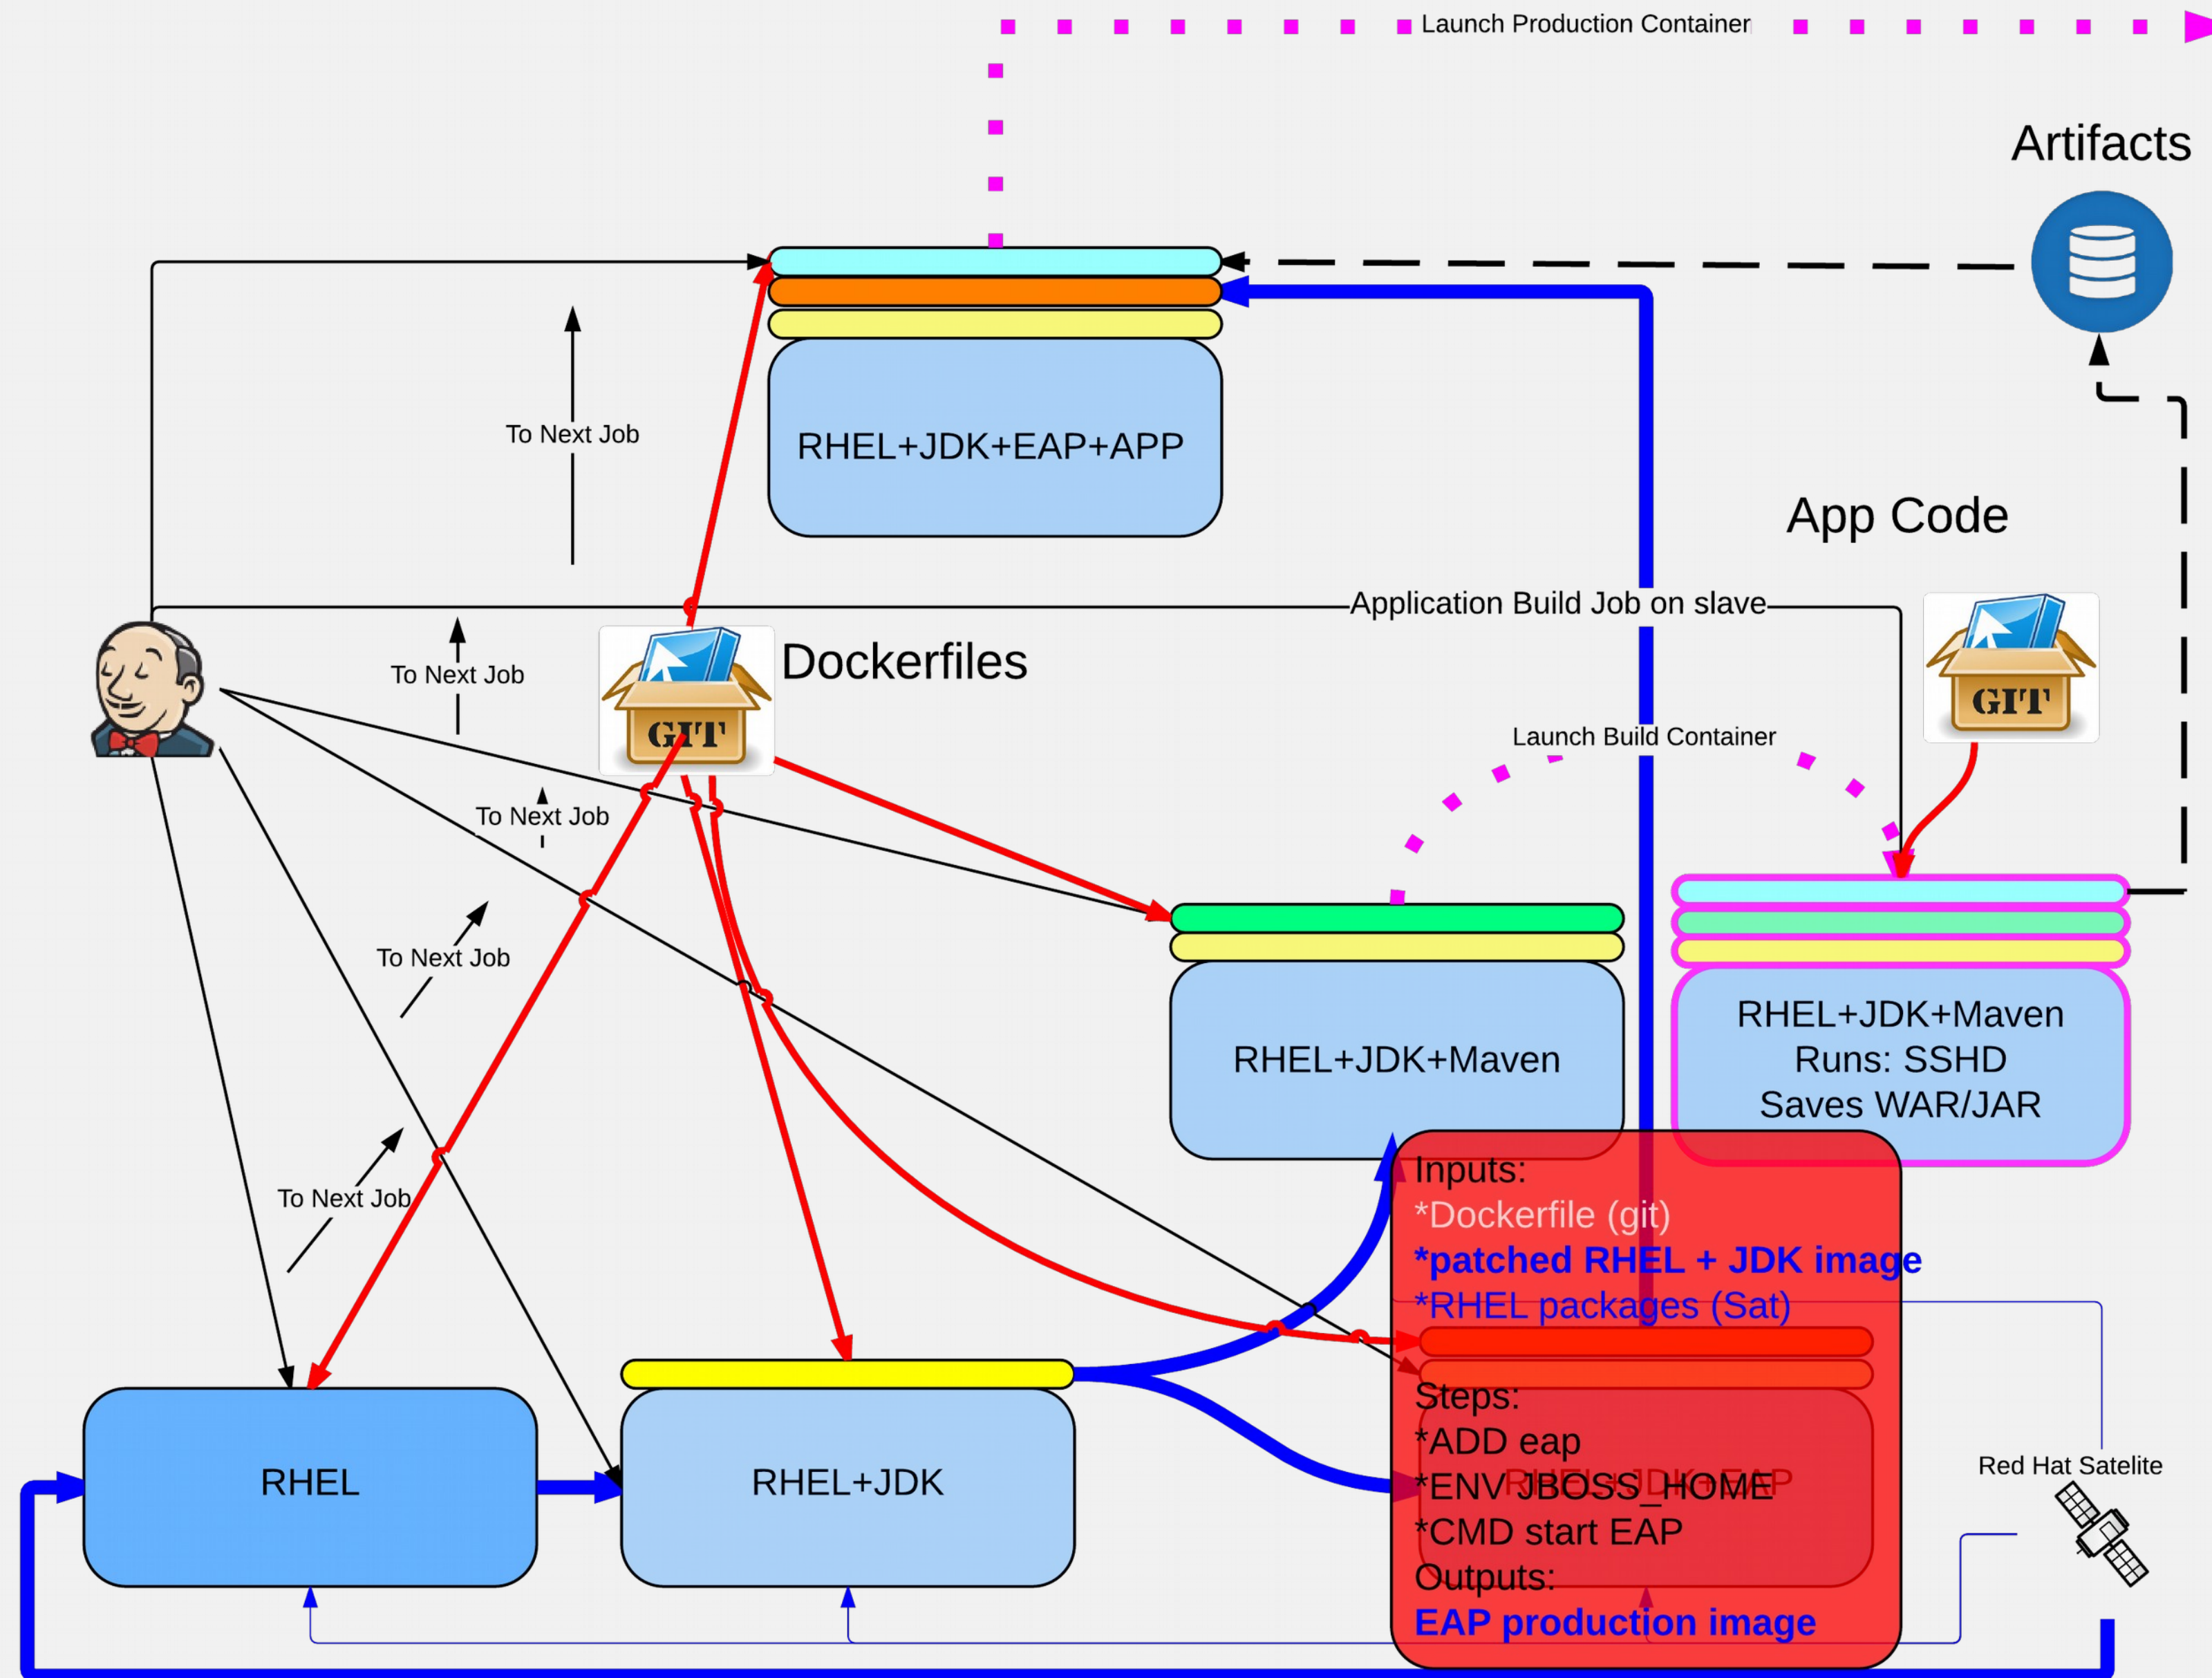 Launch Production Container
Artifacts
To Next Job
RHEL+JDK+EAP+APP
App Code
Application Build Job on slave
GIT
Dockerfiles
To Next Job
GIT
Launch Build Container
To Next Job
To Next Job
To Next Job
RHEL+JDK+Maven
RHEL+JDK+Maven
Runs: SSHD
Saves WAR/JAR
Inputs:
*Dockerfile (git)
*patched RHEL + JDK image
*RHEL packages (Sat)
Steps:
*ADD eap
*ENV JBOSS_HOME
*CMD start EAP
Outputs:
EAP production image
RHEL
RHEL+JDK
RHEL+JDK+EAP
Red Hat Satelite